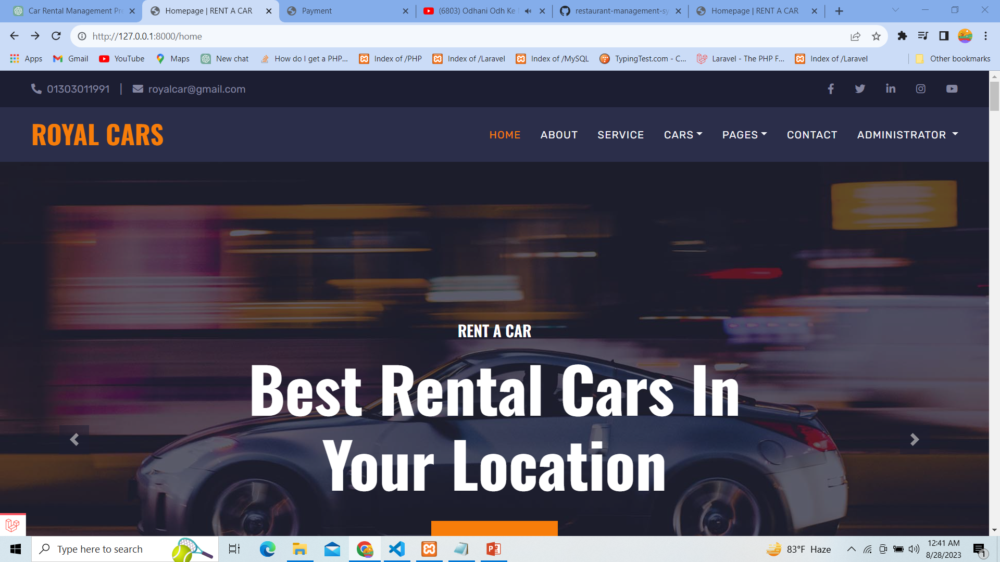 Car Rental Management Pre
Homepage | RENT A CAR
Payment
(6803) Odhani Odh Ke
restaurant-management-sy
Homepage | RENT A CAR
http://127.0.0.1:8000/home
Apps
Gmail
YouTube
Maps
New chat
How do I get a PHP...
Index of /PHP
Index of /Laravel
Index of /MySQL
TypingTest.com - C...
Laravel - The PHP F...
Index of /Laravel
Other bookmarks
01303011991 | royalcar@gmail.com
ROYAL CARS
HOME
ABOUT
SERVICE
CARS
PAGES
CONTACT
ADMINISTRATOR
RENT A CAR
Best Rental Cars In
Your Location
Type here to search
83°F Haze
12:41 AM
8/28/2023
1